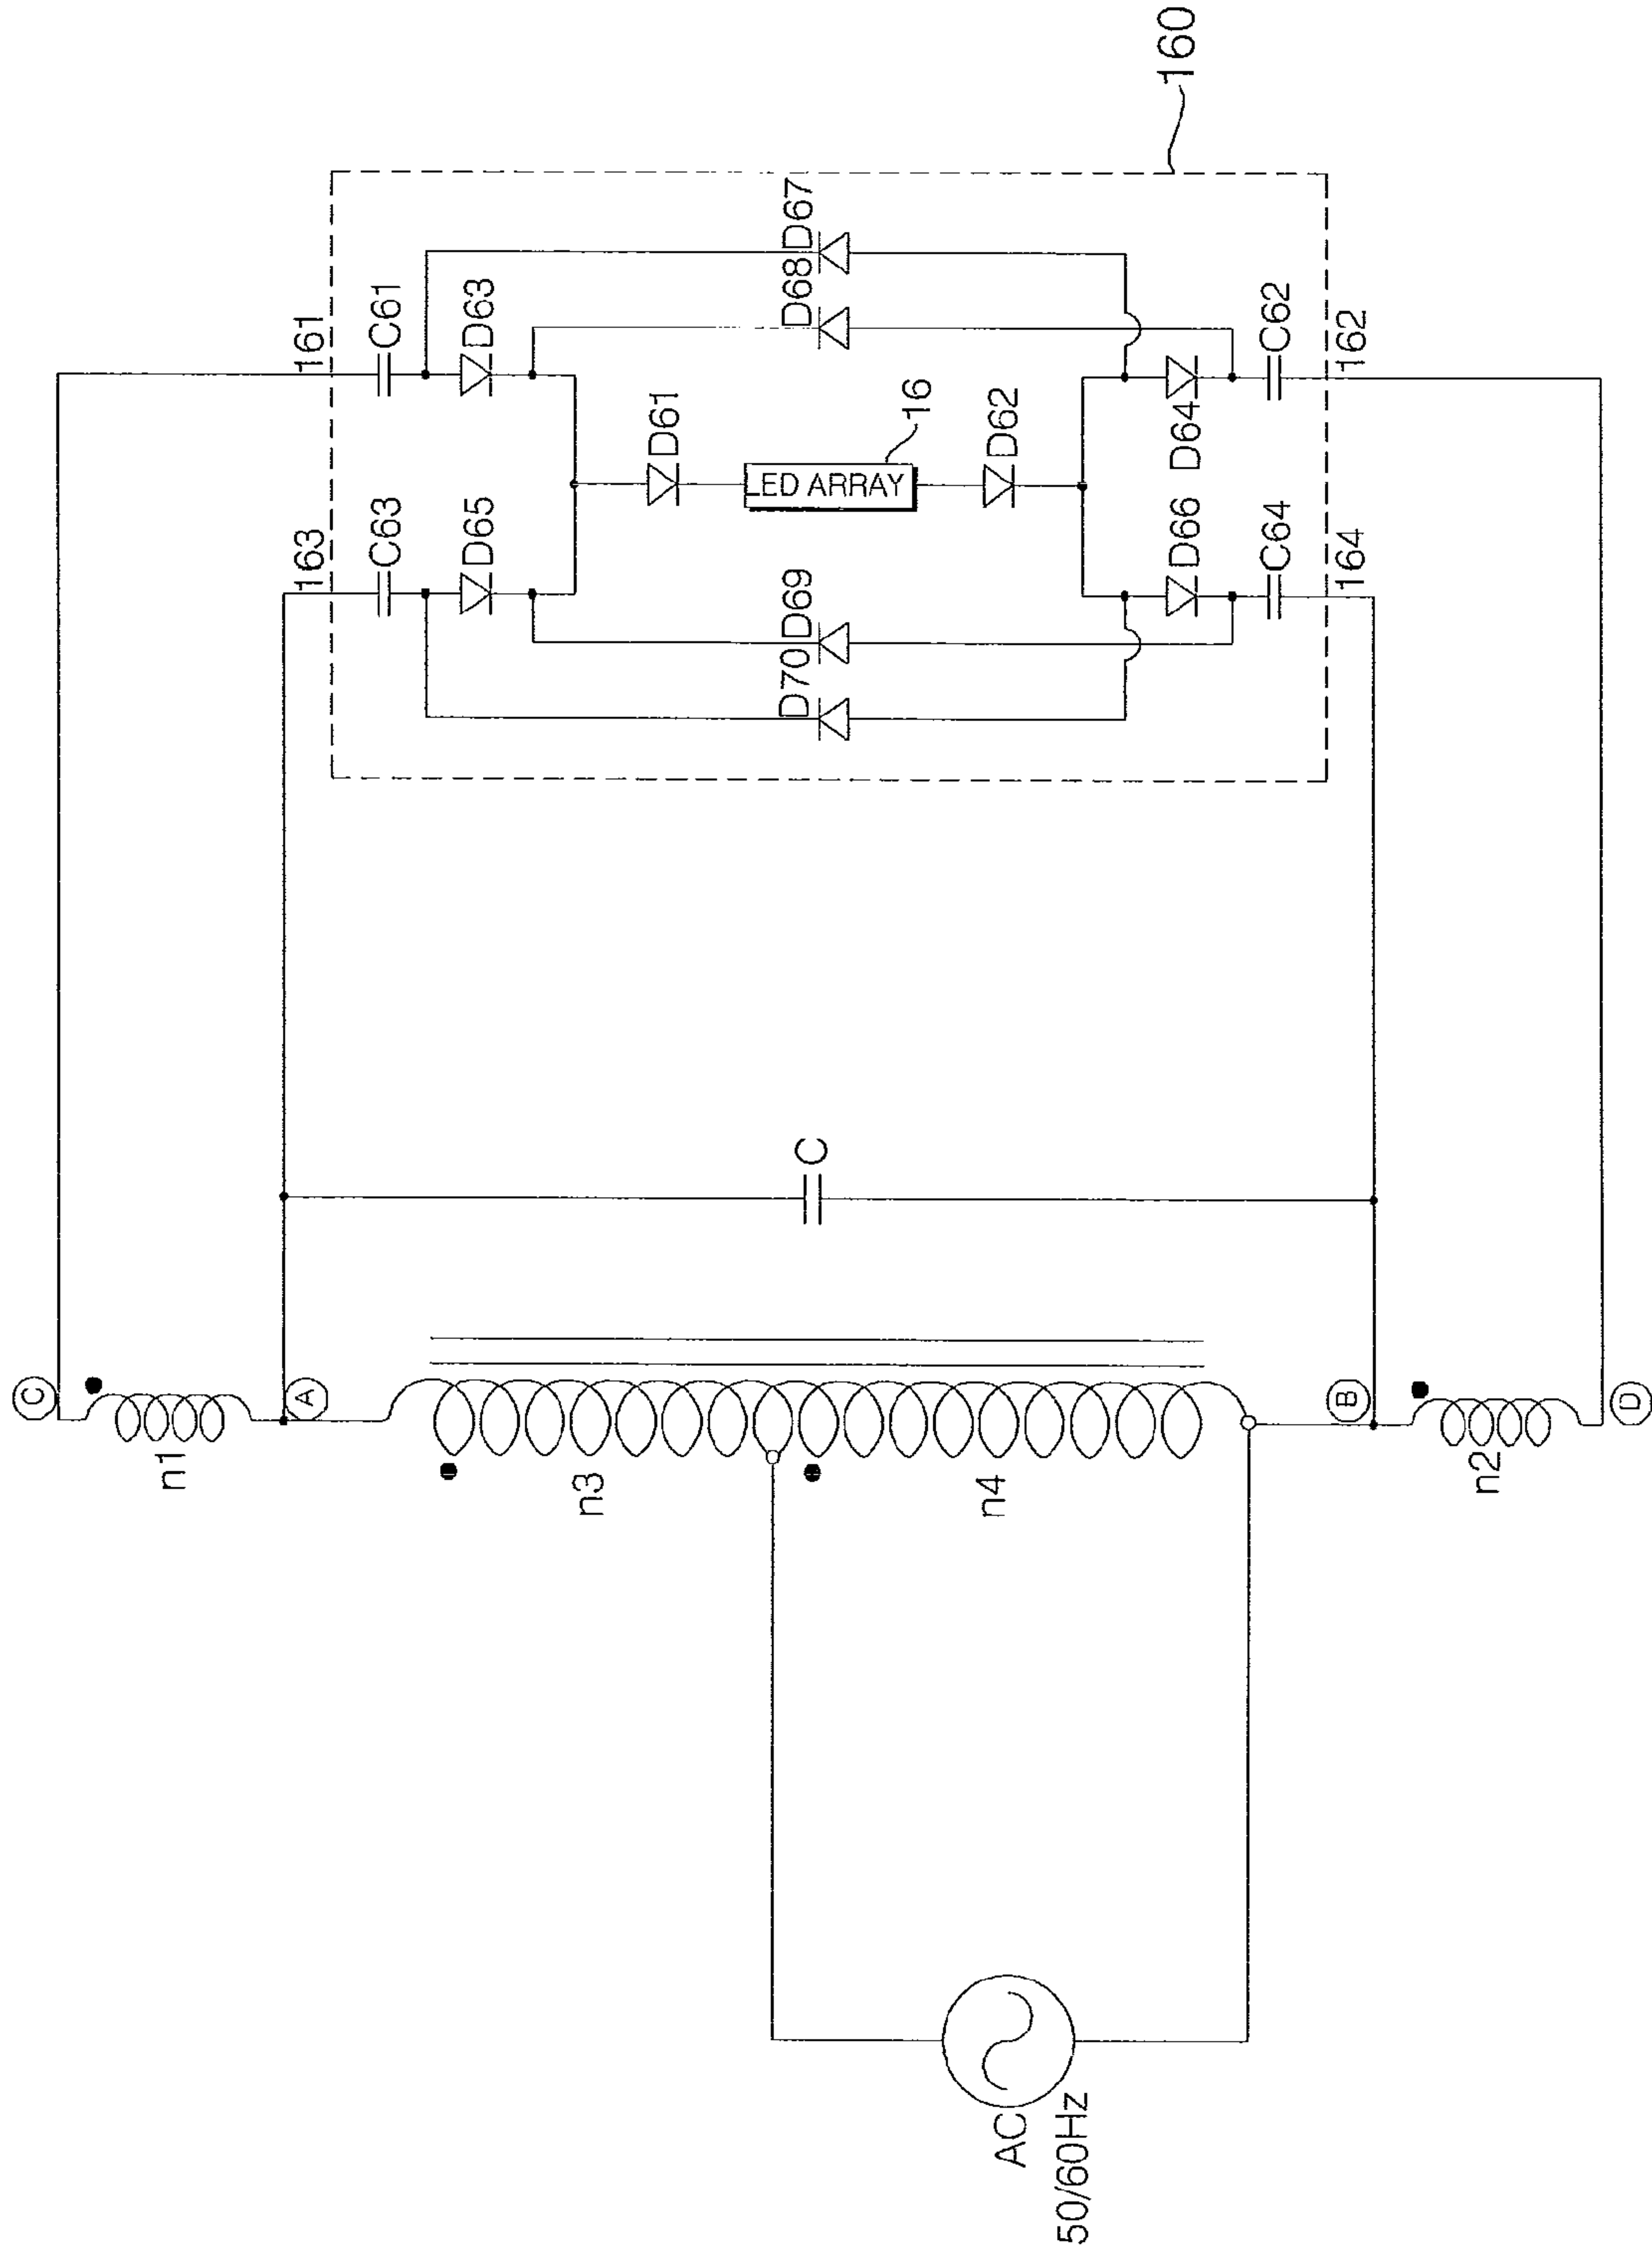 160
161
C61
D63
D67
D68
163
C63
D65
D61
16
LED ARRAY
D62
D69
D70
D64
C62
162
D66
C64
164
C
C
n1
A
n3
n4
B
n2
D
AC
50/60Hz